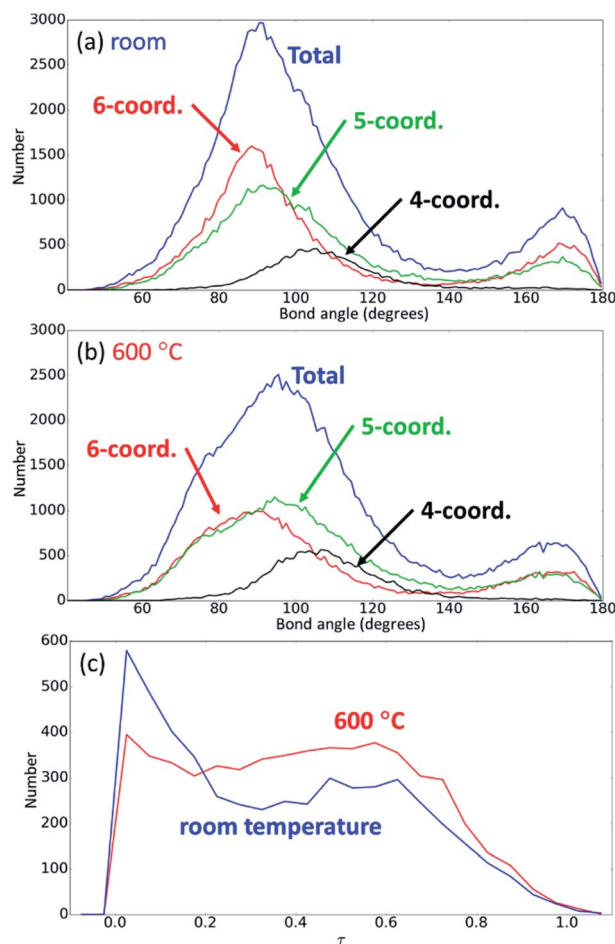 (a) room
Total
6-coord.
5-coord.
4-coord.
Number
3000
2500
2000
1500
1000
500
0
60 80 100 120 140 160 180
Bond angle (degrees)
(b) 600 °C
Total
6-coord.
5-coord.
4-coord.
Number
3000
2500
2000
1500
1000
500
0
60 80 100 120 140 160 180
Bond angle (degrees)
(c)
600 °C
room temperature
Number
600
500
400
300
200
100
0
0.0 0.2 0.4 0.6 0.8 1.0
τ